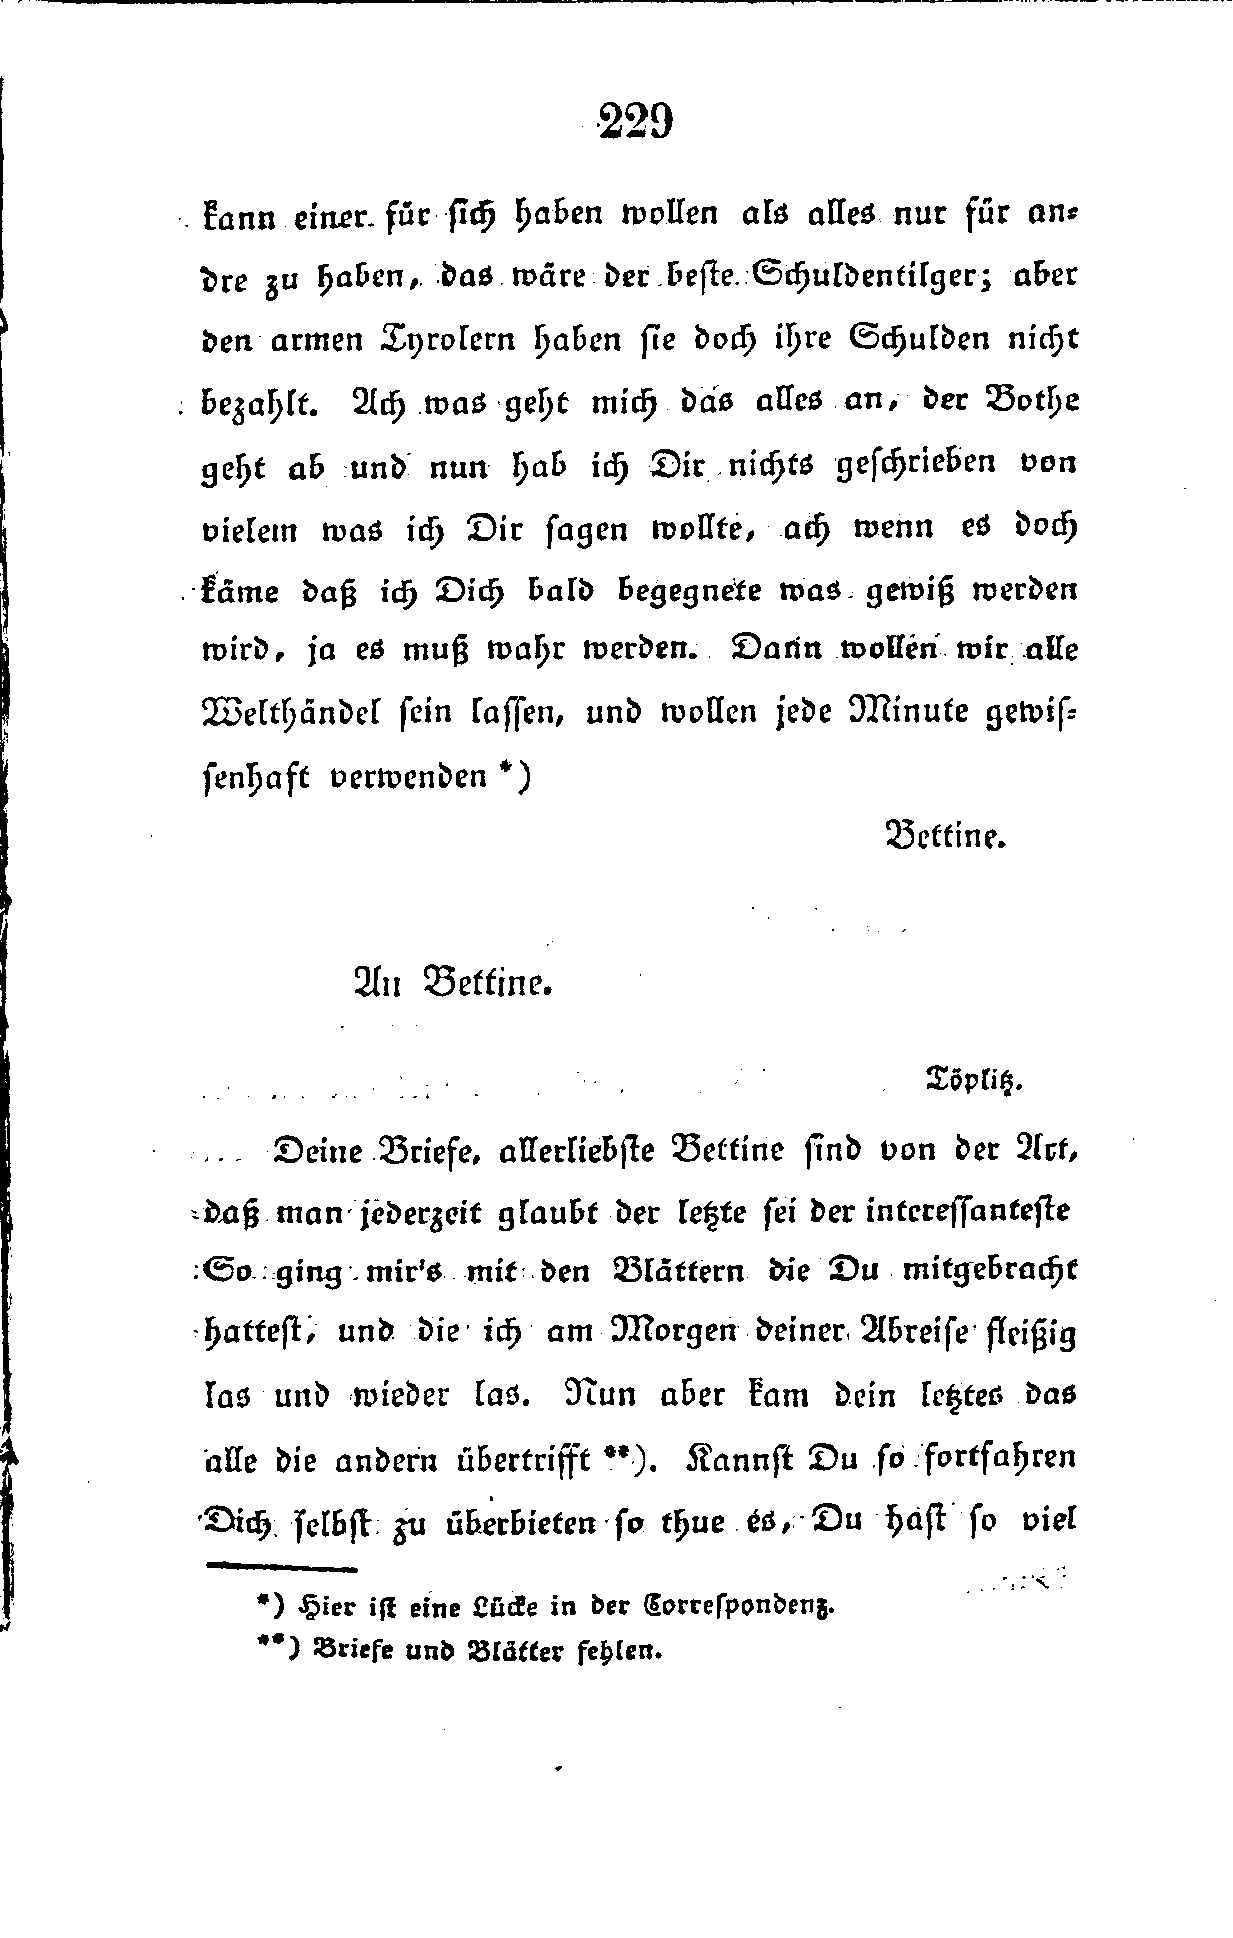 229
kann einer für sich haben wollen als alles nur für an-
dre zu haben, das wäre der beste Schuldentilger; aber
den armen Tyrolern haben sie doch ihre Schulden nicht
bezahlt. Ach was geht mich das alles an, der Bothe
geht ab und nun hab ich Dir nichts geschrieben von
vielem was ich Dir sagen wollte, ach wenn es doch
käme daß ich Dich bald begegnete was gewiß werden
wird, ja es muß wahr werden. Dann wollen wir alle
Welthändel sein lassen, und wollen jede Minute gewis-
senhaft verwenden *)
Bettine.
An Bettine.
Töplitz.
Deine Briefe, allerliebste Bettine sind von der Art,
daß man jederzeit glaubt der letzte sei der interessanteste
So ging mir's mit den Blättern die Du mitgebracht
hattest, und die ich am Morgen deiner Abreise fleißig
las und wieder las. Nun aber kam dein letztes das
alle die andern übertrifft **). Kannst Du so fortfahren
Dich selbst zu überbieten so thue es, Du hast so viel
*) Hier ist eine Lücke in der Correspondenz.
**) Briefe und Blätter fehlen.